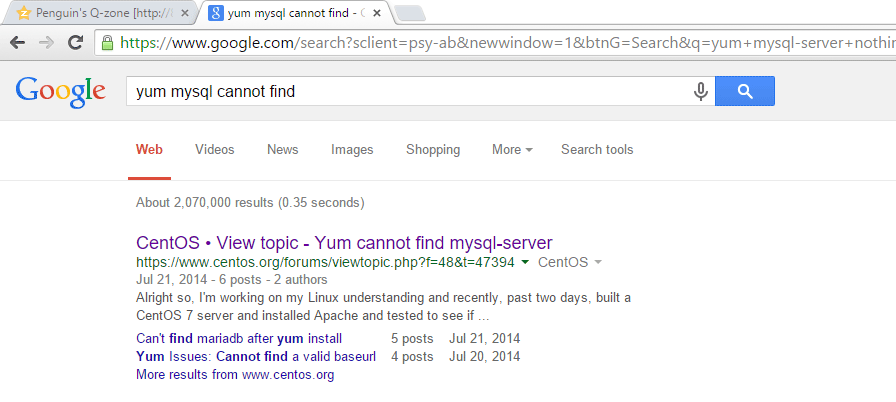 Penguin's Q-zone [http://
yum mysql cannot find - 
https://www.google.com/search?sclient=psy-ab&newwindow=1&btnG=Search&q=yum+mysql-server+nothin
Google
yum mysql cannot find
Web Videos News Images Shopping More Search tools
About 2,070,000 results (0.35 seconds)
CentOS • View topic - Yum cannot find mysql-server
https://www.centos.org/forums/viewtopic.php?f=48&t=47394 CentOS
Jul 21, 2014 - 6 posts - 2 authors
Alright so, I'm working on my Linux understanding and recently, past two days, built a
CentOS 7 server and installed Apache and tested to see if ...
Can't find mariadb after yum install 5 posts Jul 21, 2014
Yum Issues: Cannot find a valid baseurl 4 posts Jul 20, 2014
More results from www.centos.org